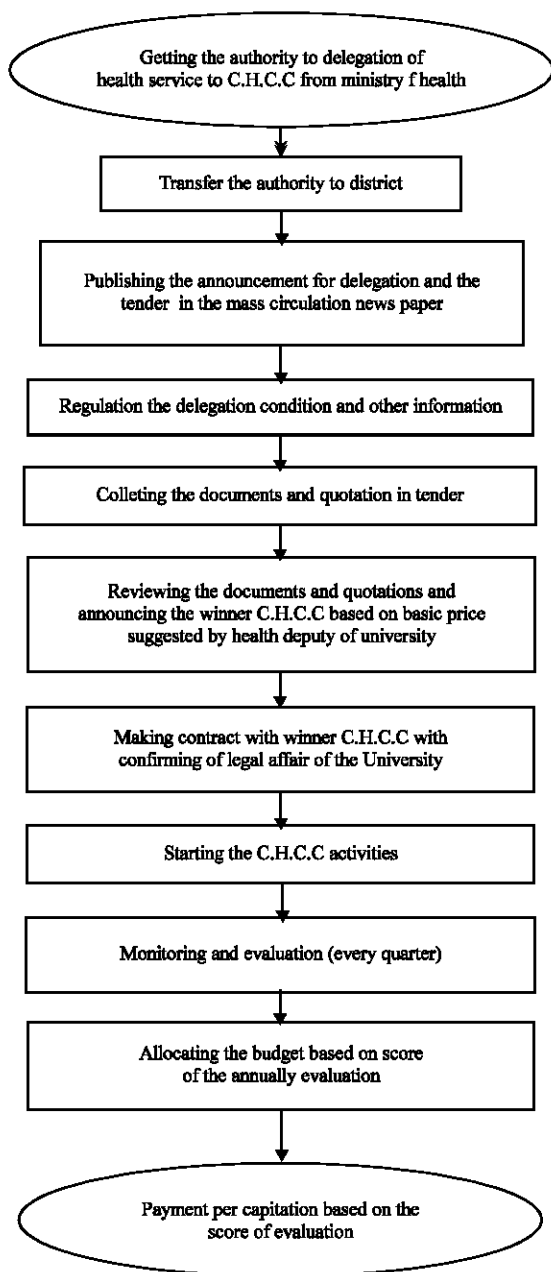 Getting the authority to delegation of
health service to C.H.C.C from ministry f health
Transfer the authority to district
Publishing the announcement for delegation and the
tender in the mass circulation news paper
Regulation the delegation condition and other information
Colleting the documents and quotation in tender
Reviewing the documents and quotations and
announcing the winner C.H.C.C based on basic price
suggested by health deputy of university
Making contract with winner C.H.C.C with
confirming of legal affair of the University
Starting the C.H.C.C activities
Monitoring and evaluation (every quarter)
Allocating the budget based on score
of the annually evaluation
Payment per capitation based on the
score of evaluation